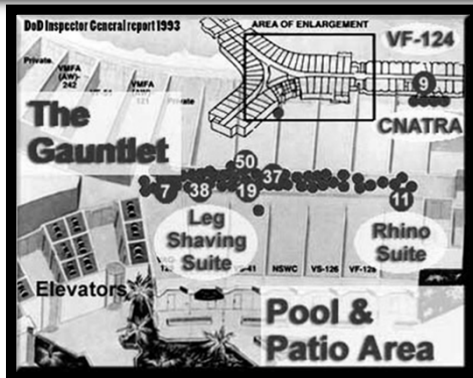 DoD Inspector General report 1993
AREA OF ENLARGEMENT
VF-124
Private
VMFA
(AW)-
242
VMFA
Private
9
CNATRA
The
Gauntlet
50
37
7
38
19
11
Leg
Shaving
Suite
Rhino
Suite
NSWC
VS-126
Elevators
Pool &
Patio Area